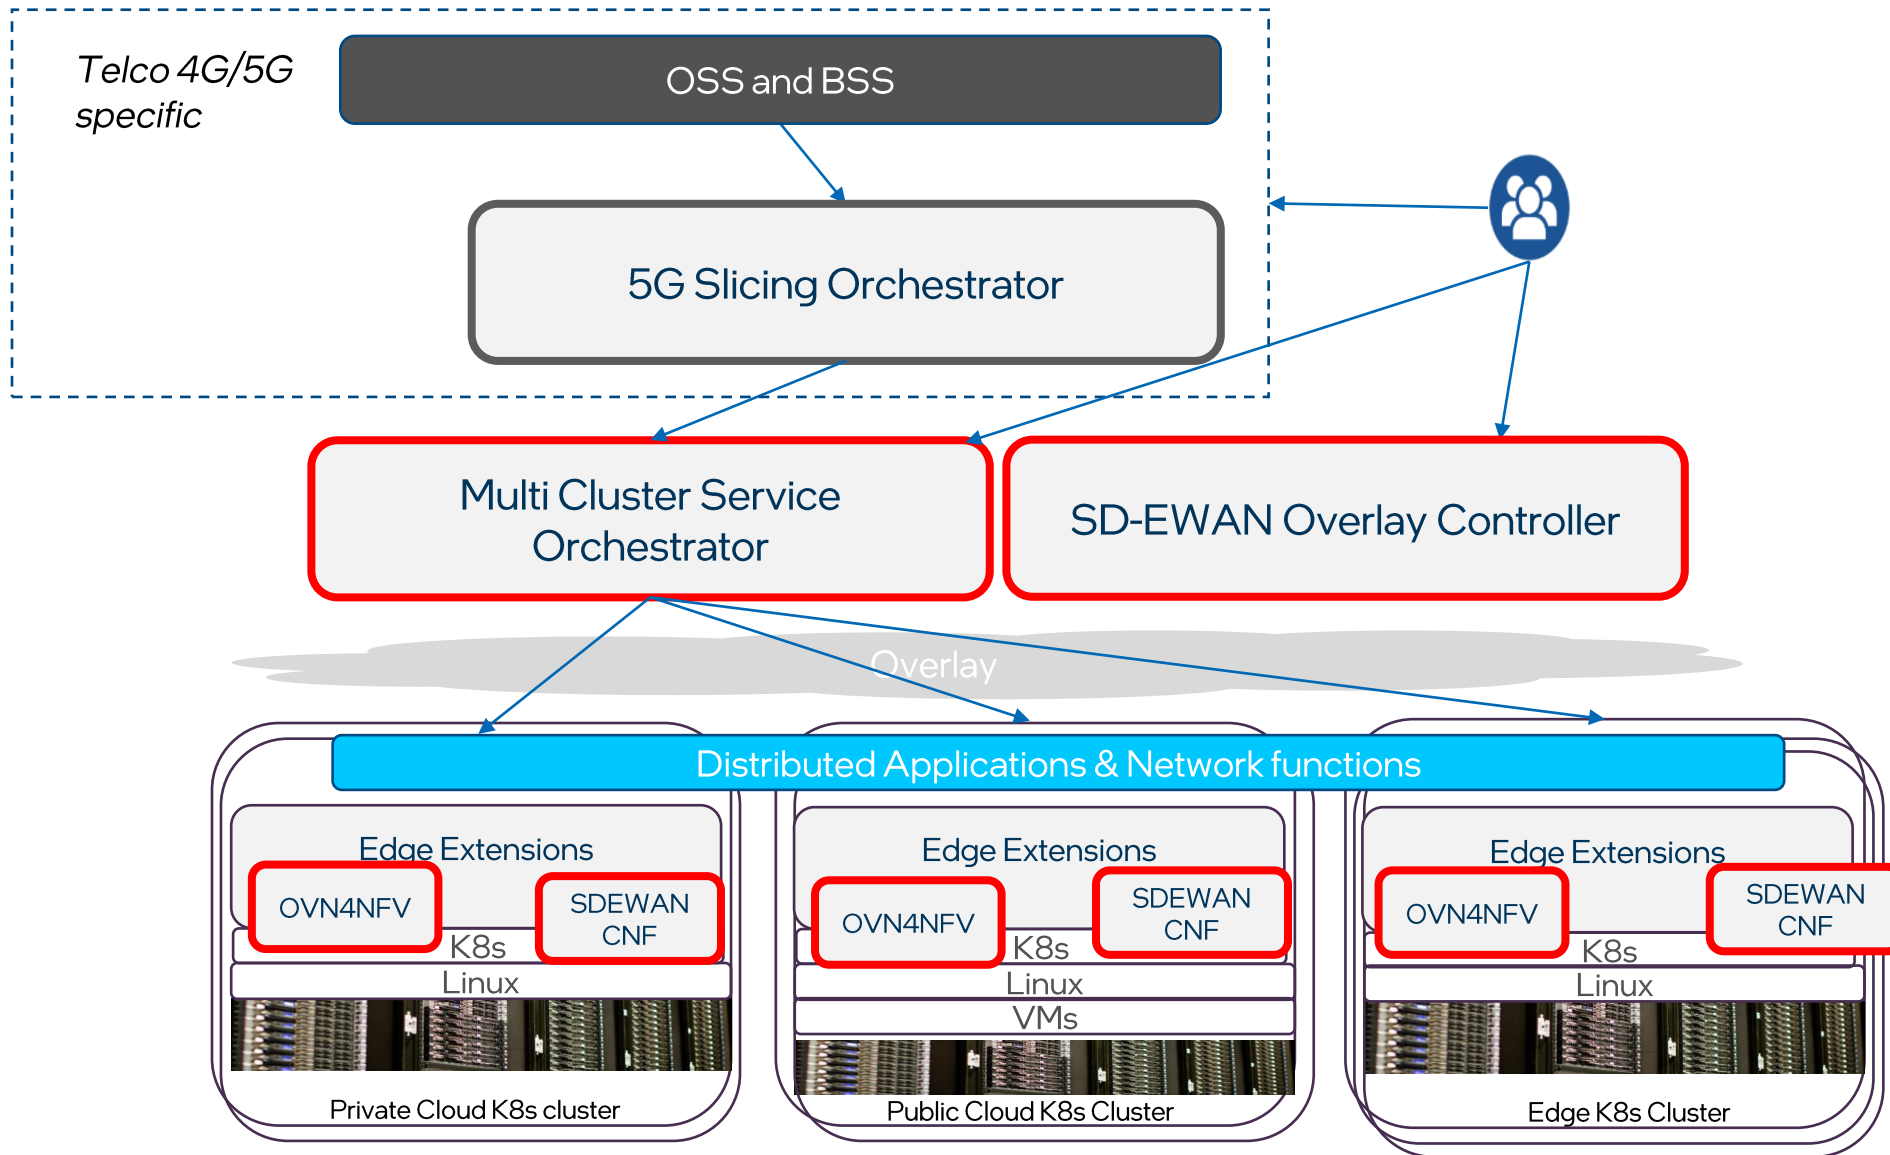 Telco 4G/5G
specific
OSS and BSS
5G Slicing Orchestrator
Multi Cluster Service
Orchestrator
SD-EWAN Overlay Controller
Overlay
Distributed Applications & Network functions
Edge Extensions
OVN4NFV
SDEWAN
CNF
K8s
Linux
Private Cloud K8s cluster
Edge Extensions
OVN4NFV
SDEWAN
CNF
K8s
Linux
VMs
Public Cloud K8s Cluster
Edge Extensions
OVN4NFV
SDEWAN
CNF
K8s
Linux
Edge K8s Cluster